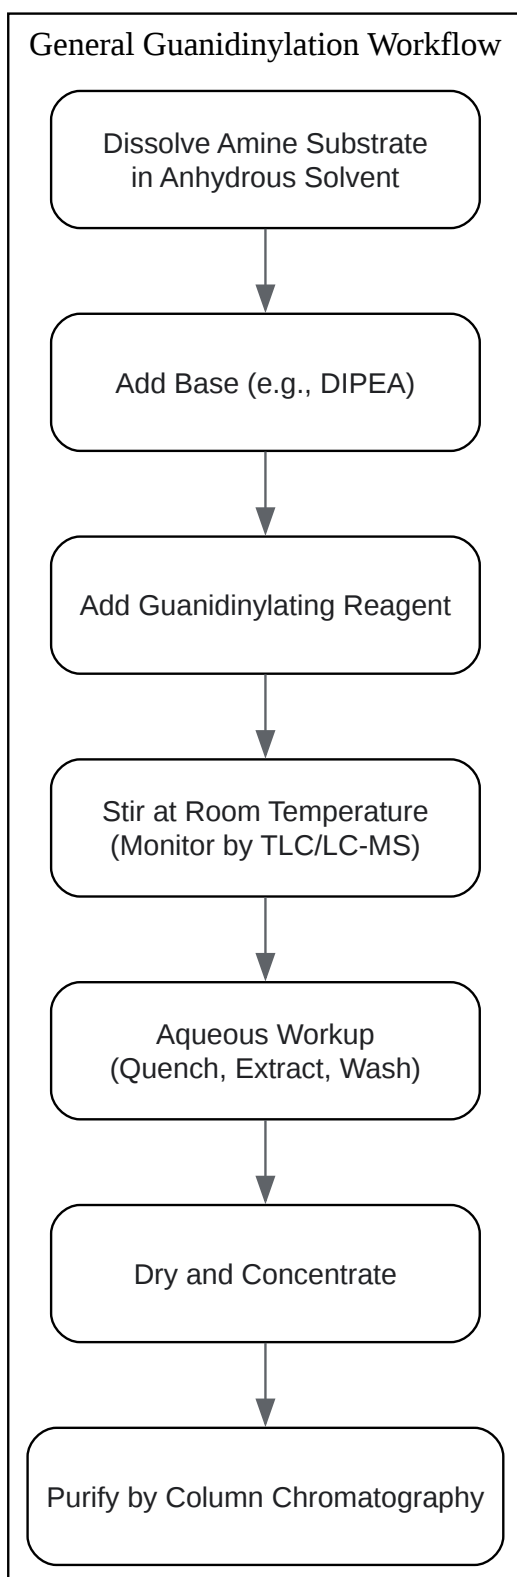 General Guanidinylation Workflow
Dissolve Amine Substrate
in Anhydrous Solvent
Add Base (e.g., DIPEA)
Add Guanidinylating Reagent
Stir at Room Temperature
(Monitor by TLC/LC-MS)
Aqueous Workup
(Quench, Extract, Wash)
Dry and Concentrate
Purify by Column Chromatography